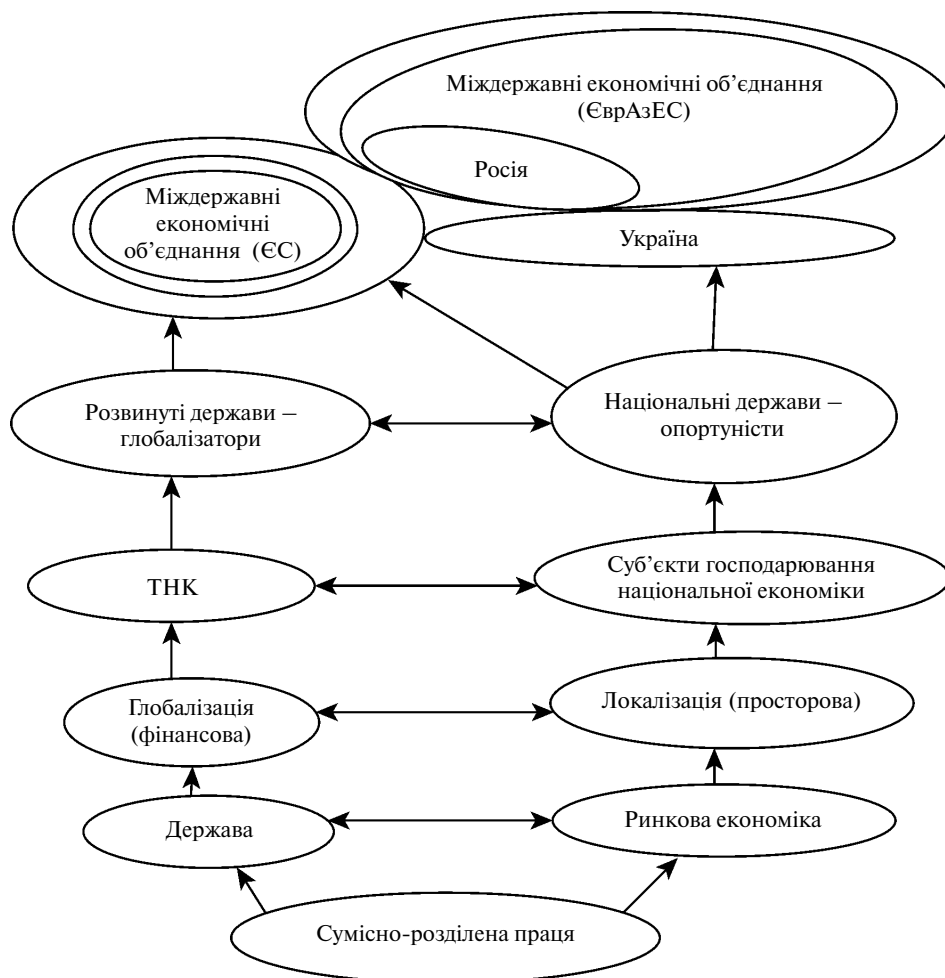 Міждержавні економічні об’єднання
(ЄврАзЕС)
Росія
Міждержавні
економічні
об’єднання (ЄС)
Україна
Розвинуті держави –
глобалізатори
Національні держави –
опортуністи
ТНК
Суб’єкти господарювання
національної економіки
Глобалізація
(фінансова)
Локалізація (просторова)
Держава
Ринкова економіка
Сумісно-розділена праця